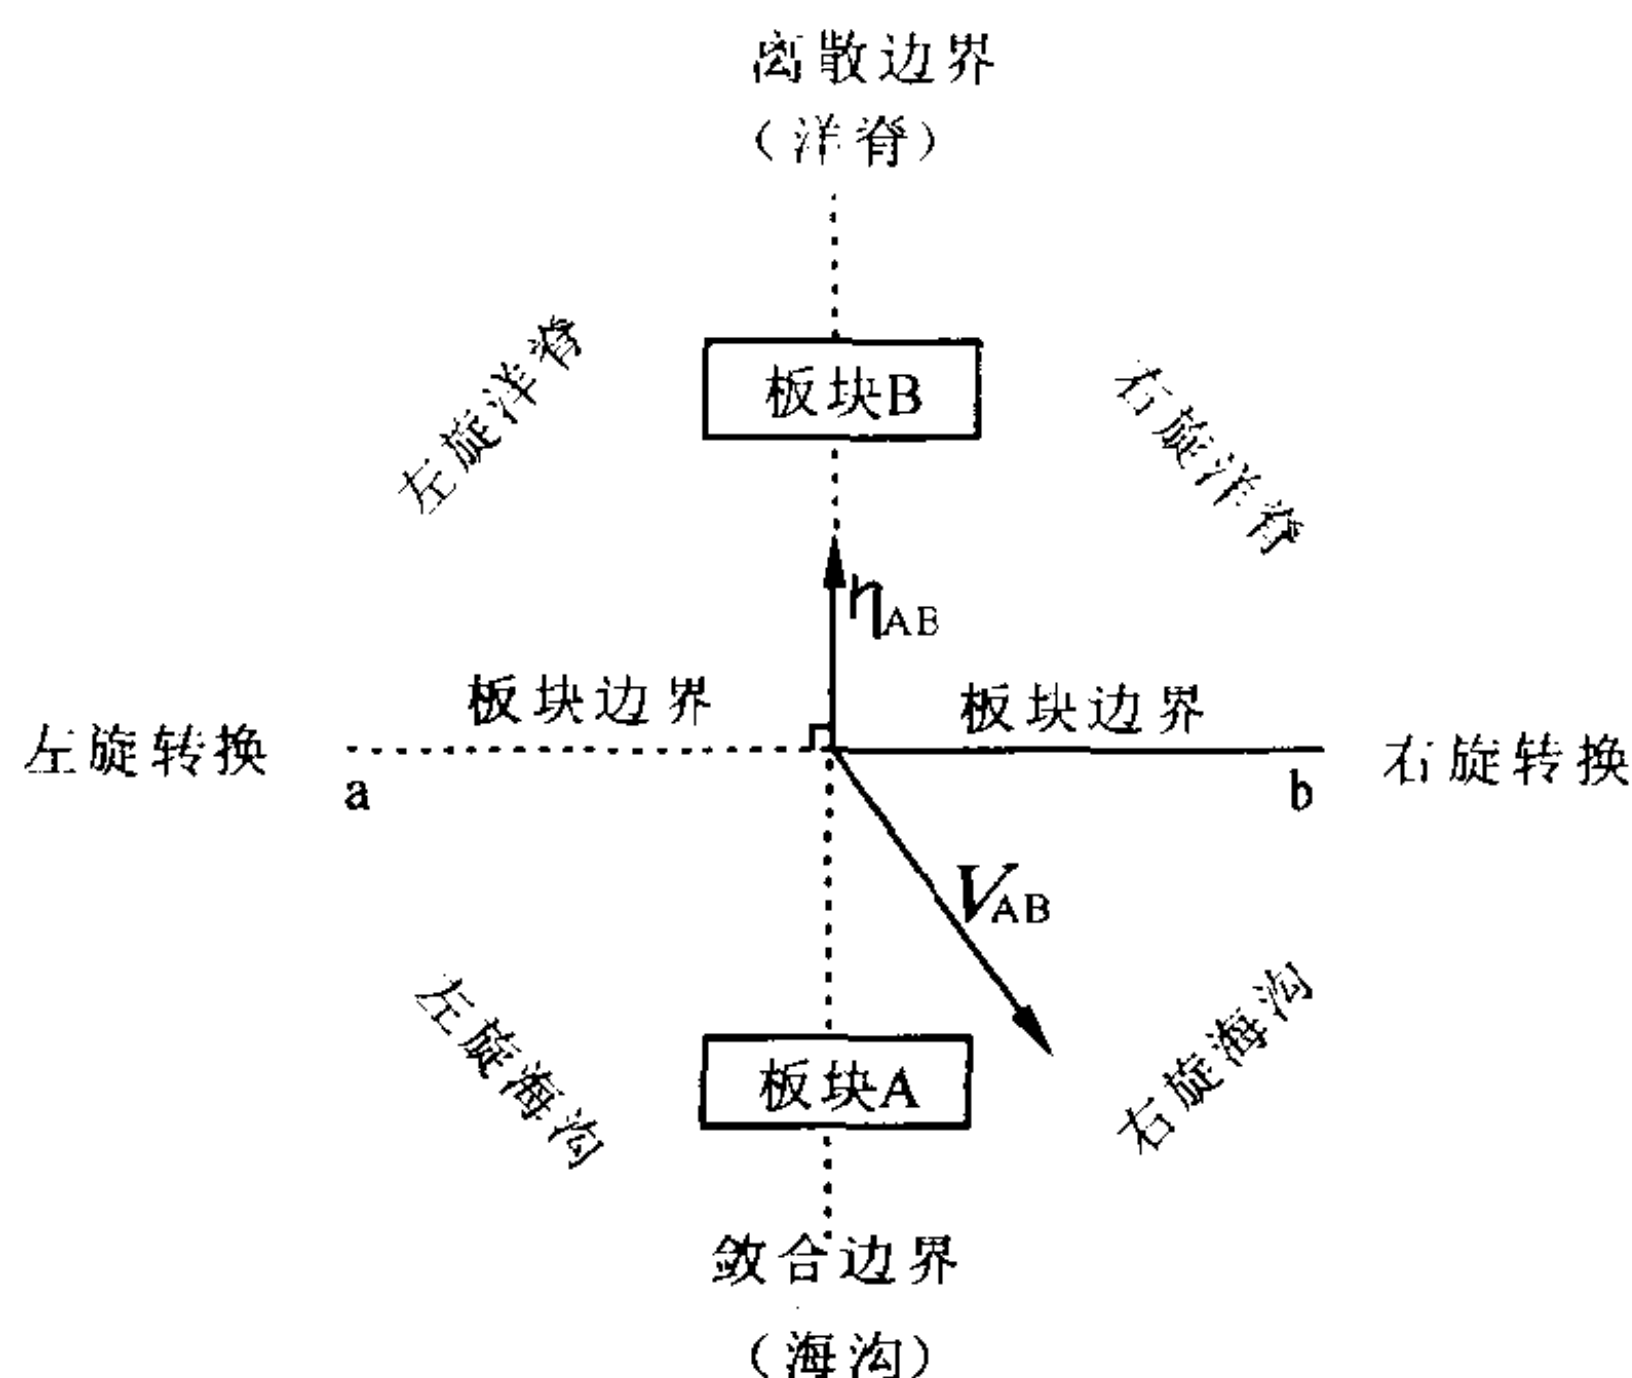 离散边界
(洋脊)
左旋洋脊
板块B
右旋洋脊
ηAB
板块边界
板块边界
左旋转换
右旋转换
a
b
VAB
左旋海沟
右旋海沟
板块A
敛合边界
(海沟)